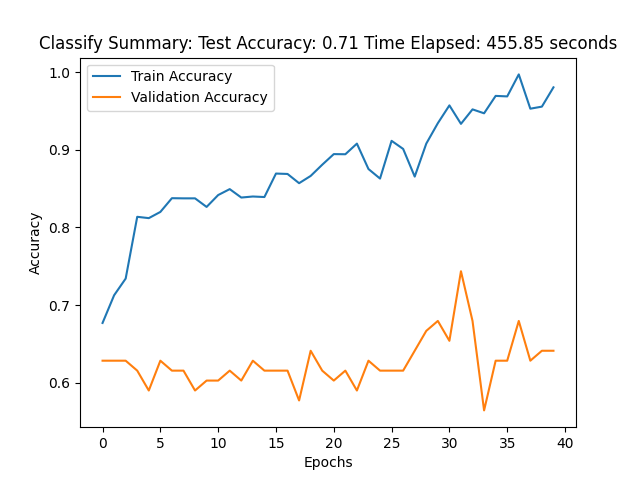 Classify Summary: Test Accuracy: 0.71 Time Elapsed: 455.85 seconds
Train Accuracy
Validation Accuracy
1.0
0.9
0.8
0.7
0.6
Accuracy
0 5 10 15 20 25 30 35 40
Epochs